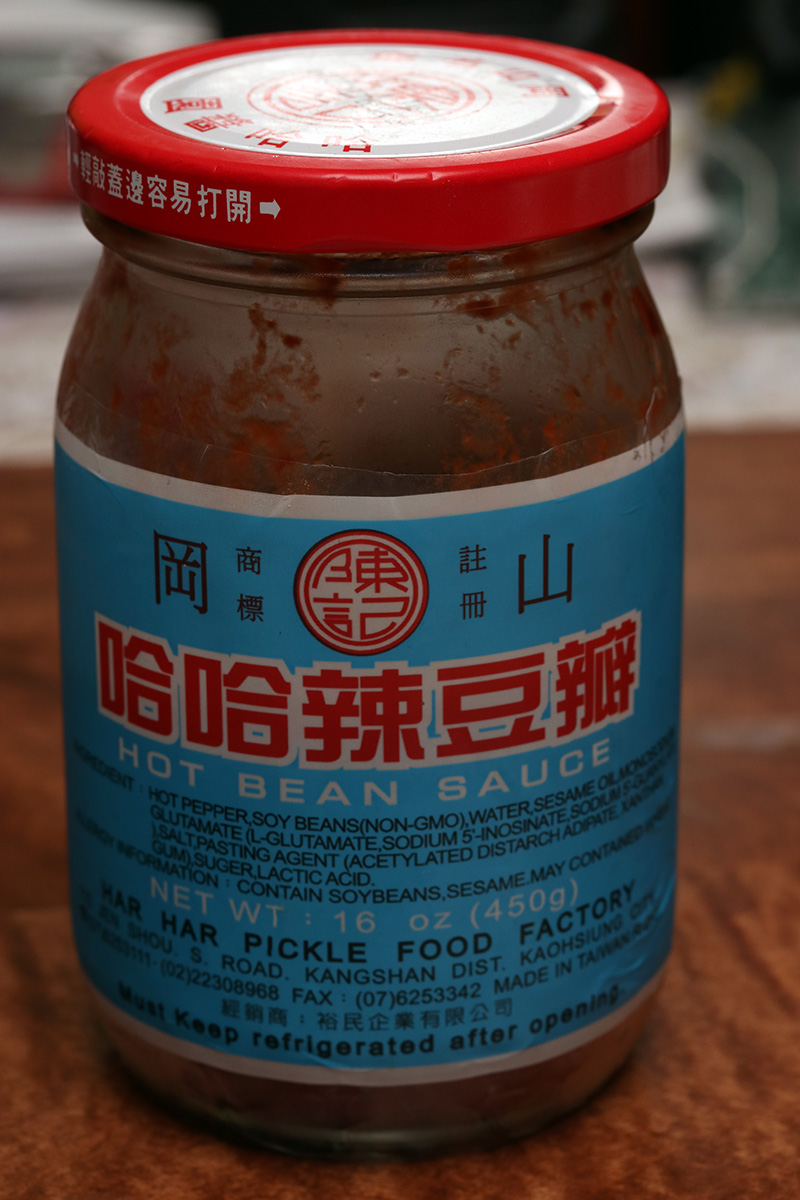 輕敲蓋邊容易打開➡
岡 商標 陳記 註冊 山
哈哈辣豆瓣
HOT BEAN SAUCE
INGREDIENT : HOT PEPPER,SOY BEANS(NON-GMO),WATER,SESAME OIL,MONOSODIUM
GLUTAMATE (L-GLUTAMATE,SODIUM 5'-INOSINATE,SODIUM 5'-
),SALT,PASTING AGENT (ACETYLATED DISTARCH ADIPATE, XANTHAN
GUM),SUGER,LACTIC ACID.
ALLERGY INFORMATION : CONTAIN SOYBEANS,SESAME.MAY CONTANED
NET WT : 16 oz (450g)
HAR HAR PICKLE FOOD FACTORY
JEN SHOU. S. ROAD. KANGSHAN DIST. KAOHSIUNG CITY
(02)22308968 FAX : (07)6253342 MADE IN TAIWAN
經銷商 : 裕民企業有限公司
Must Keep refrigerated after opening.